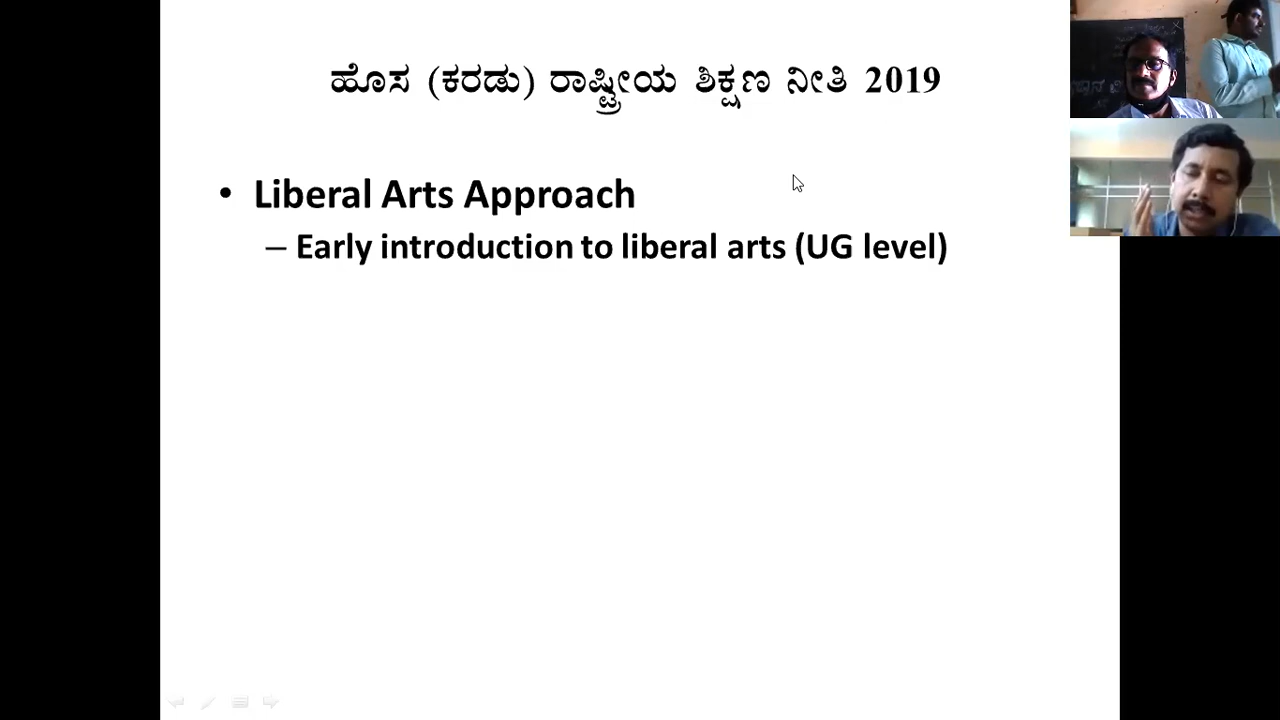 ಹೊಸ (ಕರಡು) ರಾಷ್ಟ್ರೀಯ ಶಿಕ್ಷಣ ನೀತಿ 2019
• Liberal Arts Approach
– Early introduction to liberal arts (UG level)